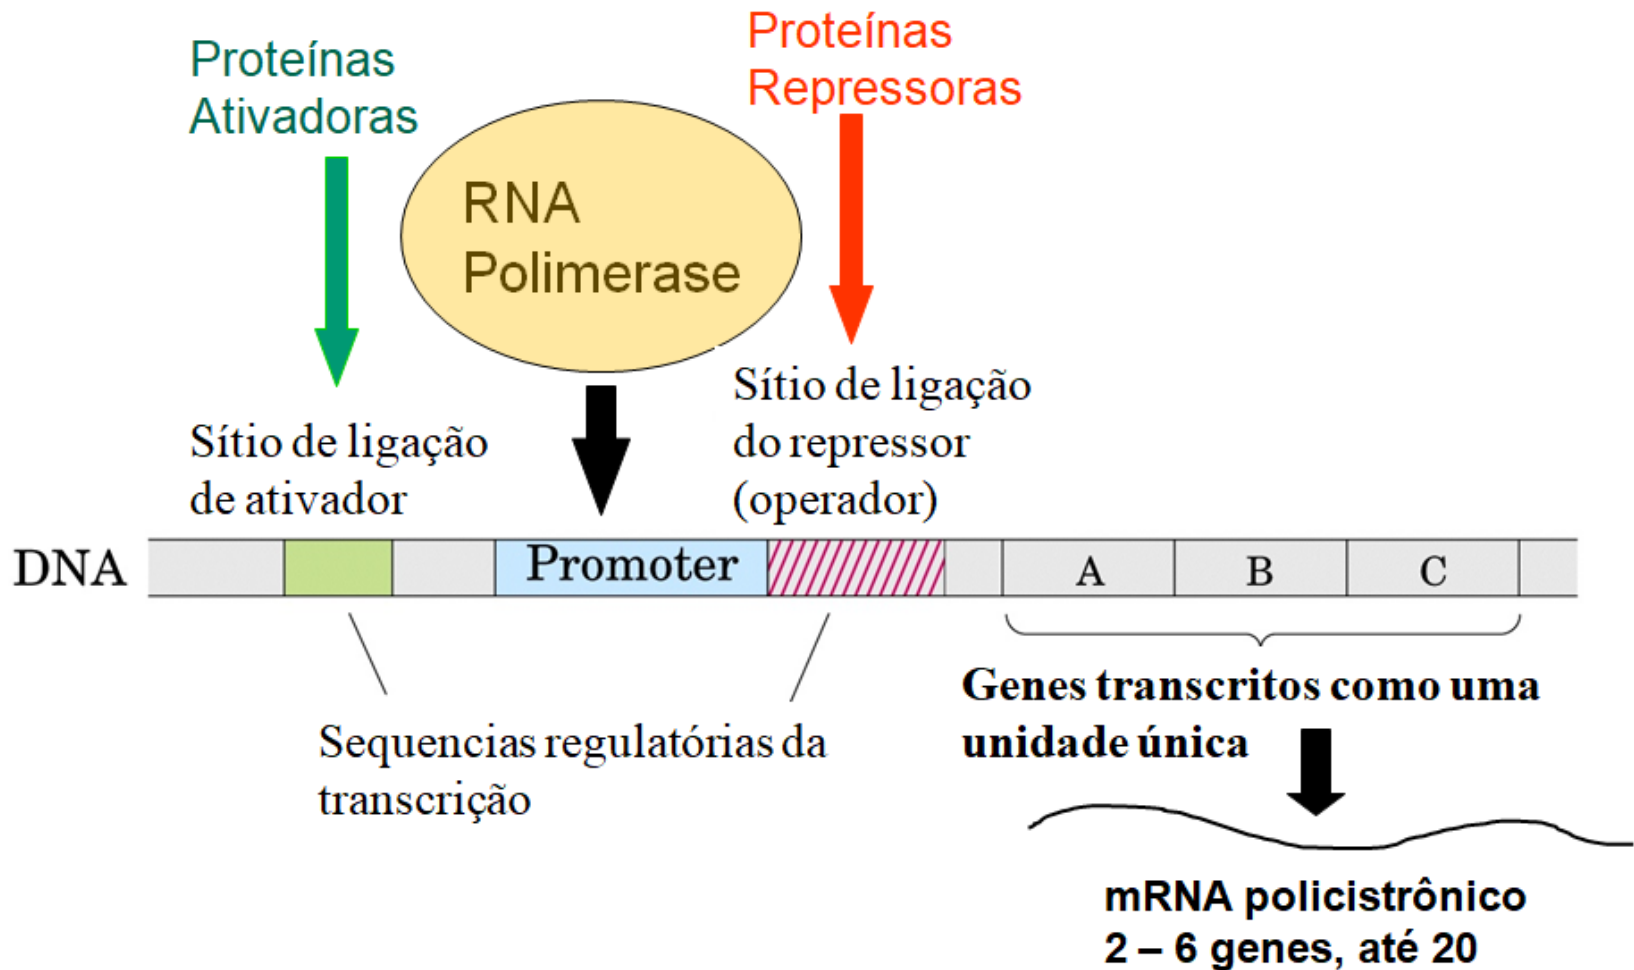 Proteínas
Ativadoras
RNA
Polimerase
Proteínas
Repressoras
Sítio de ligação
de ativador
Sítio de ligação
do repressor
(operador)
DNA
Promoter
A
B
C
Sequencias regulatórias da
transcrição
Genes transcritos como uma
unidade única
mRNA policistrônico
2 – 6 genes, até 20